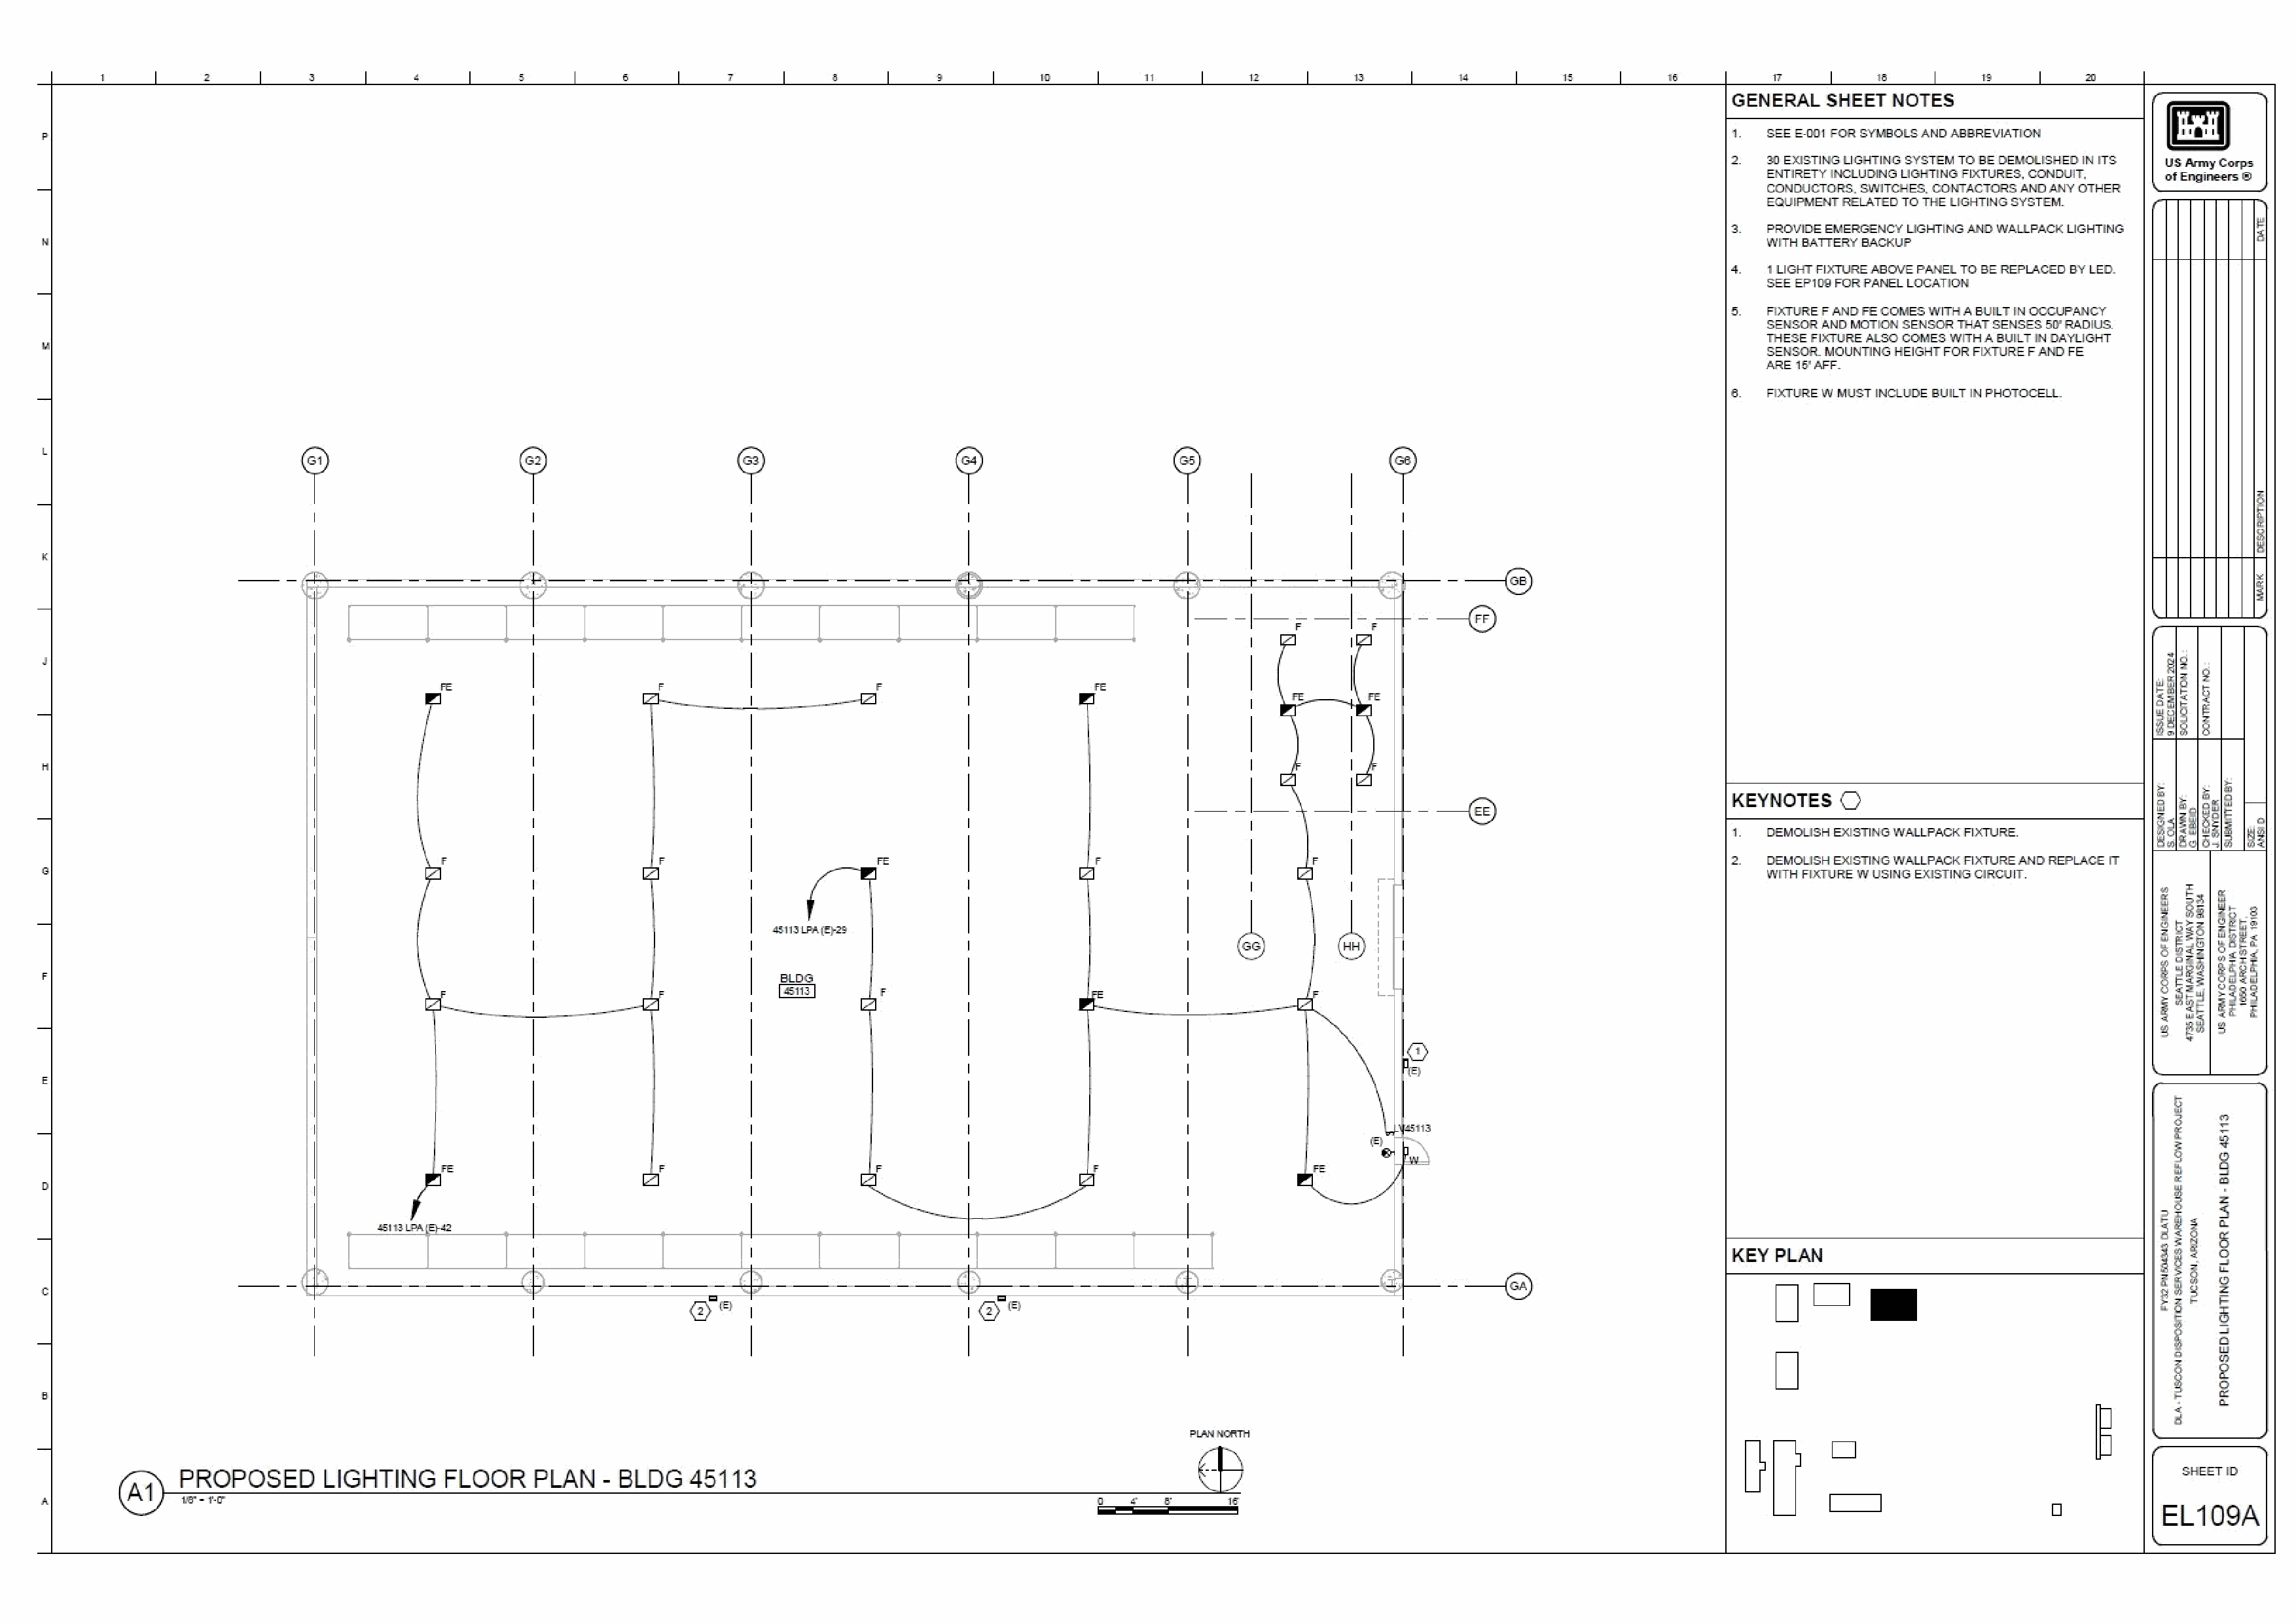 1 2 3 4 5 6 7 8 9 10 11 12 13 14 15 16 17 18 19 20
P
N
M
L
K
J
H
G
F
E
D
C
B
A
G1 G2 G3 G4 G5 G6
GB
FF
F F
FE F F FE FE FE
F F
EE
F F FE F F
45113 LPA (E)-29
GG HH
BLDG
45113
F F F FE F
1
(E)
LV45113
(E)
W
FE F F F FE
45113 LPA (E)-42
GA
2 (E) 2 (E)
PLAN NORTH
A1
PROPOSED LIGHTING FLOOR PLAN - BLDG 45113
1/8" = 1'-0"
0 4' 8' 16'
GENERAL SHEET NOTES
1. SEE E-001 FOR SYMBOLS AND ABBREVIATION
2. 30 EXISTING LIGHTING SYSTEM TO BE DEMOLISHED IN ITS
ENTIRETY INCLUDING LIGHTING FIXTURES, CONDUIT,
CONDUCTORS, SWITCHES, CONTACTORS AND ANY OTHER
EQUIPMENT RELATED TO THE LIGHTING SYSTEM.
3. PROVIDE EMERGENCY LIGHTING AND WALLPACK LIGHTING
WITH BATTERY BACKUP
4. 1 LIGHT FIXTURE ABOVE PANEL TO BE REPLACED BY LED.
SEE EP109 FOR PANEL LOCATION
5. FIXTURE F AND FE COMES WITH A BUILT IN OCCUPANCY
SENSOR AND MOTION SENSOR THAT SENSES 50' RADIUS.
THESE FIXTURE ALSO COMES WITH A BUILT IN DAYLIGHT
SENSOR. MOUNTING HEIGHT FOR FIXTURE F AND FE
ARE 15' AFF.
6. FIXTURE W MUST INCLUDE BUILT IN PHOTOCELL.
KEYNOTES
1. DEMOLISH EXISTING WALLPACK FIXTURE.
2. DEMOLISH EXISTING WALLPACK FIXTURE AND REPLACE IT
WITH FIXTURE W USING EXISTING CIRCUIT.
KEY PLAN
US Army Corps
of Engineers ®
DATE
DESCRIPTION
MARK
ISSUE DATE:
9 DECEMBER 2024
SOLICITATION NO.:
CONTRACT NO.:
DESIGNED BY:
S. OLA
DRAWN BY:
G. EBEID
CHECKED BY:
J. SNYDER
SUBMITTED BY:
SIZE:
ANSI D
US ARMY CORPS OF ENGINEERS
SEATTLE DISTRICT
4735 EAST MARGINAL WAY SOUTH
SEATTLE, WASHINGTON 98134
US ARMY CORPS OF ENGINEER
PHILADELPHIA DISTRICT
1650 ARCH STREET,
PHILADELPHIA, PA 19103
FY32 PN50434 DLATU
DLA - TUSCON DISPOSITION SERVICES WAREHOUSE REFLOW PROJECT
TUCSON, ARIZONA
PROPOSED LIGHTING FLOOR PLAN - BLDG 45113
SHEET ID
EL109A